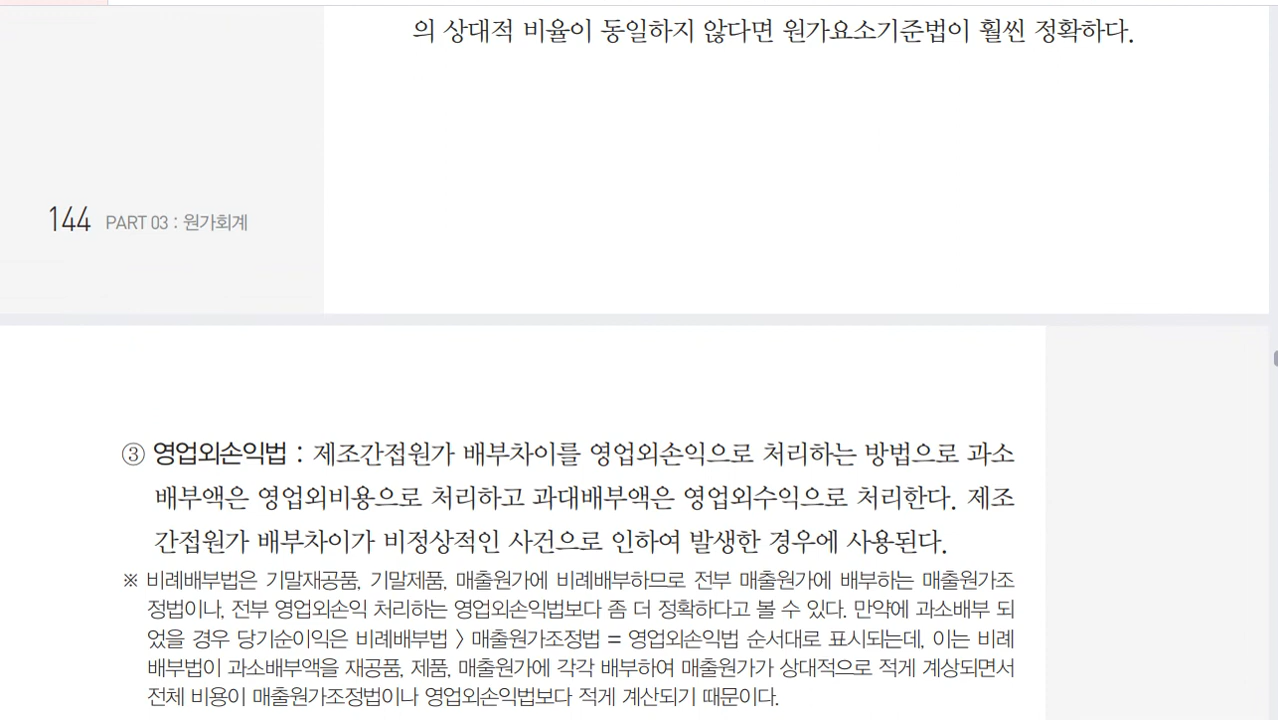 의 상대적 비율이 동일하지 않다면 원가요소기준법이 훨씬 정확하다.
144 PART 03 : 원가회계
③ 영업외손익법 : 제조간접원가 배부차이를 영업외손익으로 처리하는 방법으로 과소
배부액은 영업외비용으로 처리하고 과대배부액은 영업외수익으로 처리한다. 제조
간접원가 배부차이가 비정상적인 사건으로 인하여 발생한 경우에 사용된다.
※ 비례배부법은 기말재공품, 기말제품, 매출원가에 비례배부하므로 전부 매출원가에 배부하는 매출원가조
정법이나, 전부 영업외손익 처리하는 영업외손익법보다 좀 더 정확하다고 볼 수 있다. 만약에 과소배부 되
었을 경우 당기순이익은 비례배부법 > 매출원가조정법 = 영업외손익법 순서대로 표시되는데, 이는 비례
배부법이 과소배부액을 재공품, 제품, 매출원가에 각각 배부하여 매출원가가 상대적으로 적게 계상되면서
전체 비용이 매출원가조정법이나 영업외손익법보다 적게 계산되기 때문이다.